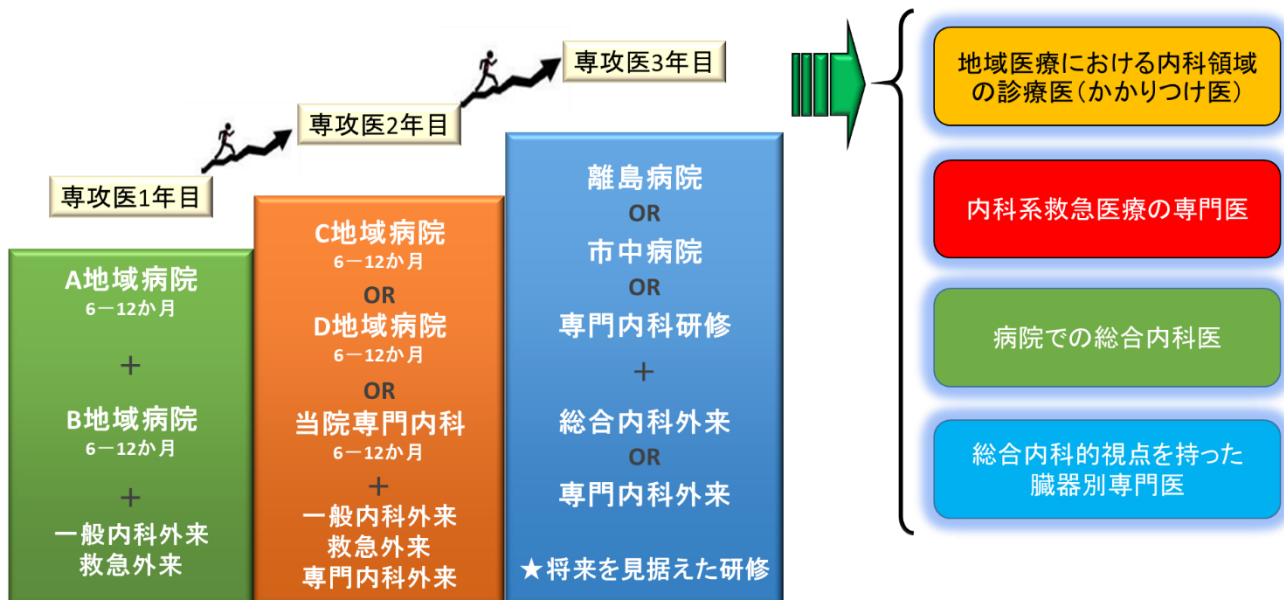 専攻医1年目
A地域病院
6－12か月
＋
B地域病院
6－12か月
＋
一般内科外来
救急外来
専攻医2年目
C地域病院
6－12か月
OR
D地域病院
6－12か月
OR
当院専門内科
6－12か月
＋
一般内科外来
救急外来
専門内科外来
専攻医3年目
離島病院
OR
市中病院
OR
専門内科研修
＋
総合内科外来
OR
専門内科外来
★将来を見据えた研修
地域医療における内科領域
の診療医（かかりつけ医）
内科系救急医療の専門医
病院での総合内科医
総合内科的視点を持った
臓器別専門医